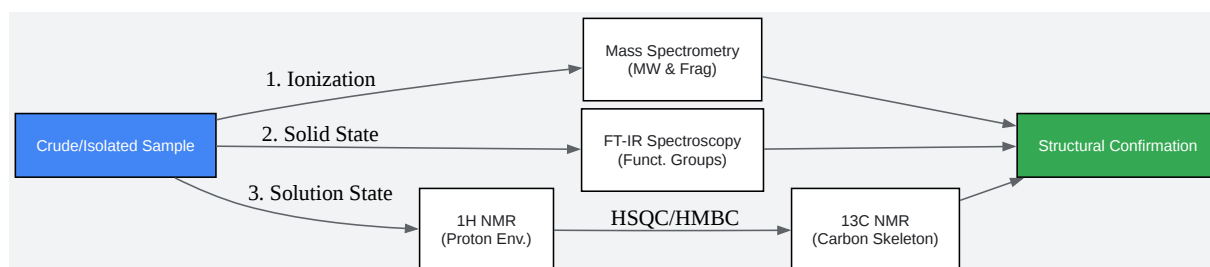 Mass Spectrometry
(MW & Frag)
1. Ionization
Crude/Isolated Sample
2. Solid State
FT-IR Spectroscopy
(Funct. Groups)
Structural Confirmation
3. Solution State
1H NMR
(Proton Env.)
HSQC/HMBC
13C NMR
(Carbon Skeleton)